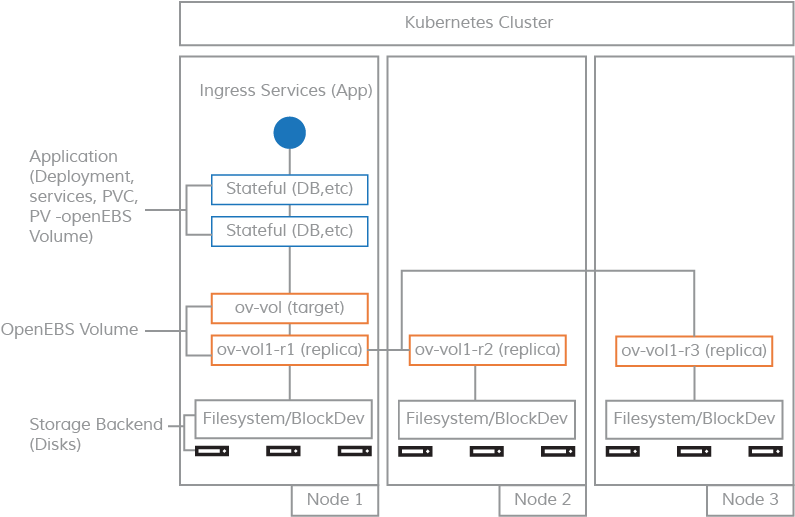 Kubernetes Cluster
Ingress Services (App)
Application
(Deployment,
services, PVC,
PV -openEBS
Volume)
Stateful (DB,etc)
Stateful (DB,etc)
OpenEBS Volume
ov-vol (target)
ov-vol1-r1 (replica)
ov-vol1-r2 (replica)
ov-vol1-r3 (replica)
Storage Backend
(Disks)
Filesystem/BlockDev
Filesystem/BlockDev
Filesystem/BlockDev
Node 1
Node 2
Node 3